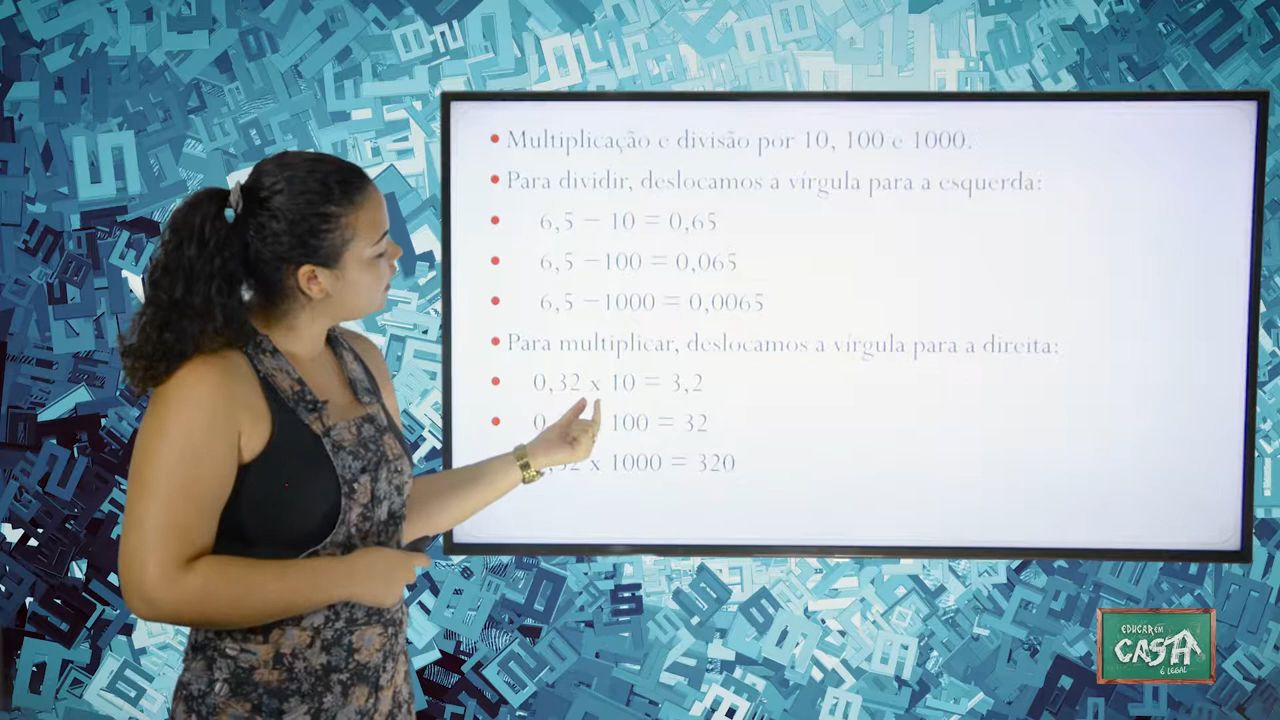 Multiplicação e divisão por 10, 100 e 1000.
Para dividir, deslocamos a vírgula para a esquerda:
6,5 – 10 = 0,65
6,5 –100 = 0,065
6,5 –1000 = 0,0065
Para multiplicar, deslocamos a vírgula para a direita:
0,32 x 10 = 3,2
0, 100 = 32
,32 x 1000 = 320
EDUCAR EM
CASA
É LEGAL